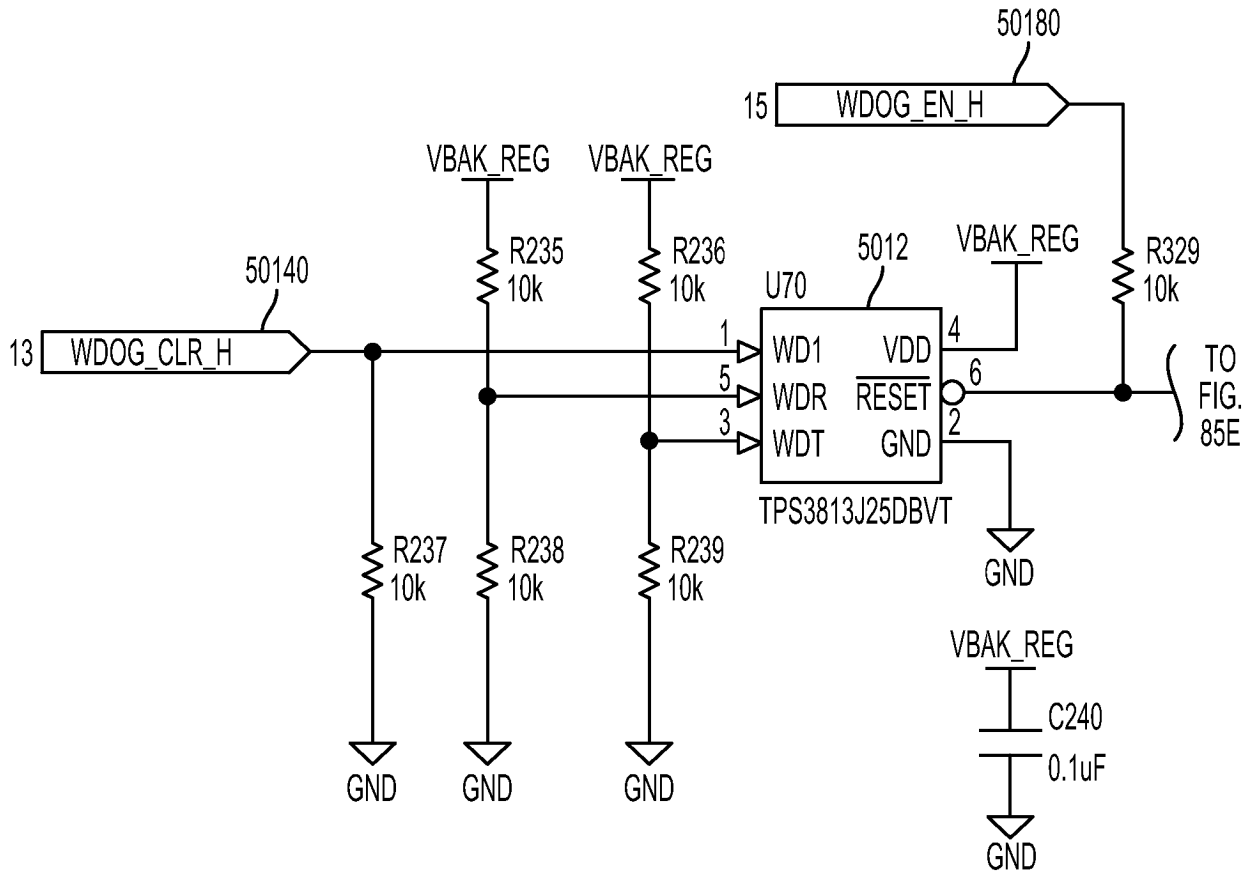 50180
15 WDOG_EN_H
VBAK_REG
VBAK_REG
R235
10k
R236
10k
5012
VBAK_REG
R329
10k
50140
U70
13 WDOG_CLR_H
1 WD1
VDD 4
5 WDR
RESET 6
3 WDT
GND 2
TO
FIG.
85E
TPS3813J25DBVT
R237
10k
R238
10k
R239
10k
GND
VBAK_REG
C240
0.1uF
GND
GND
GND
GND